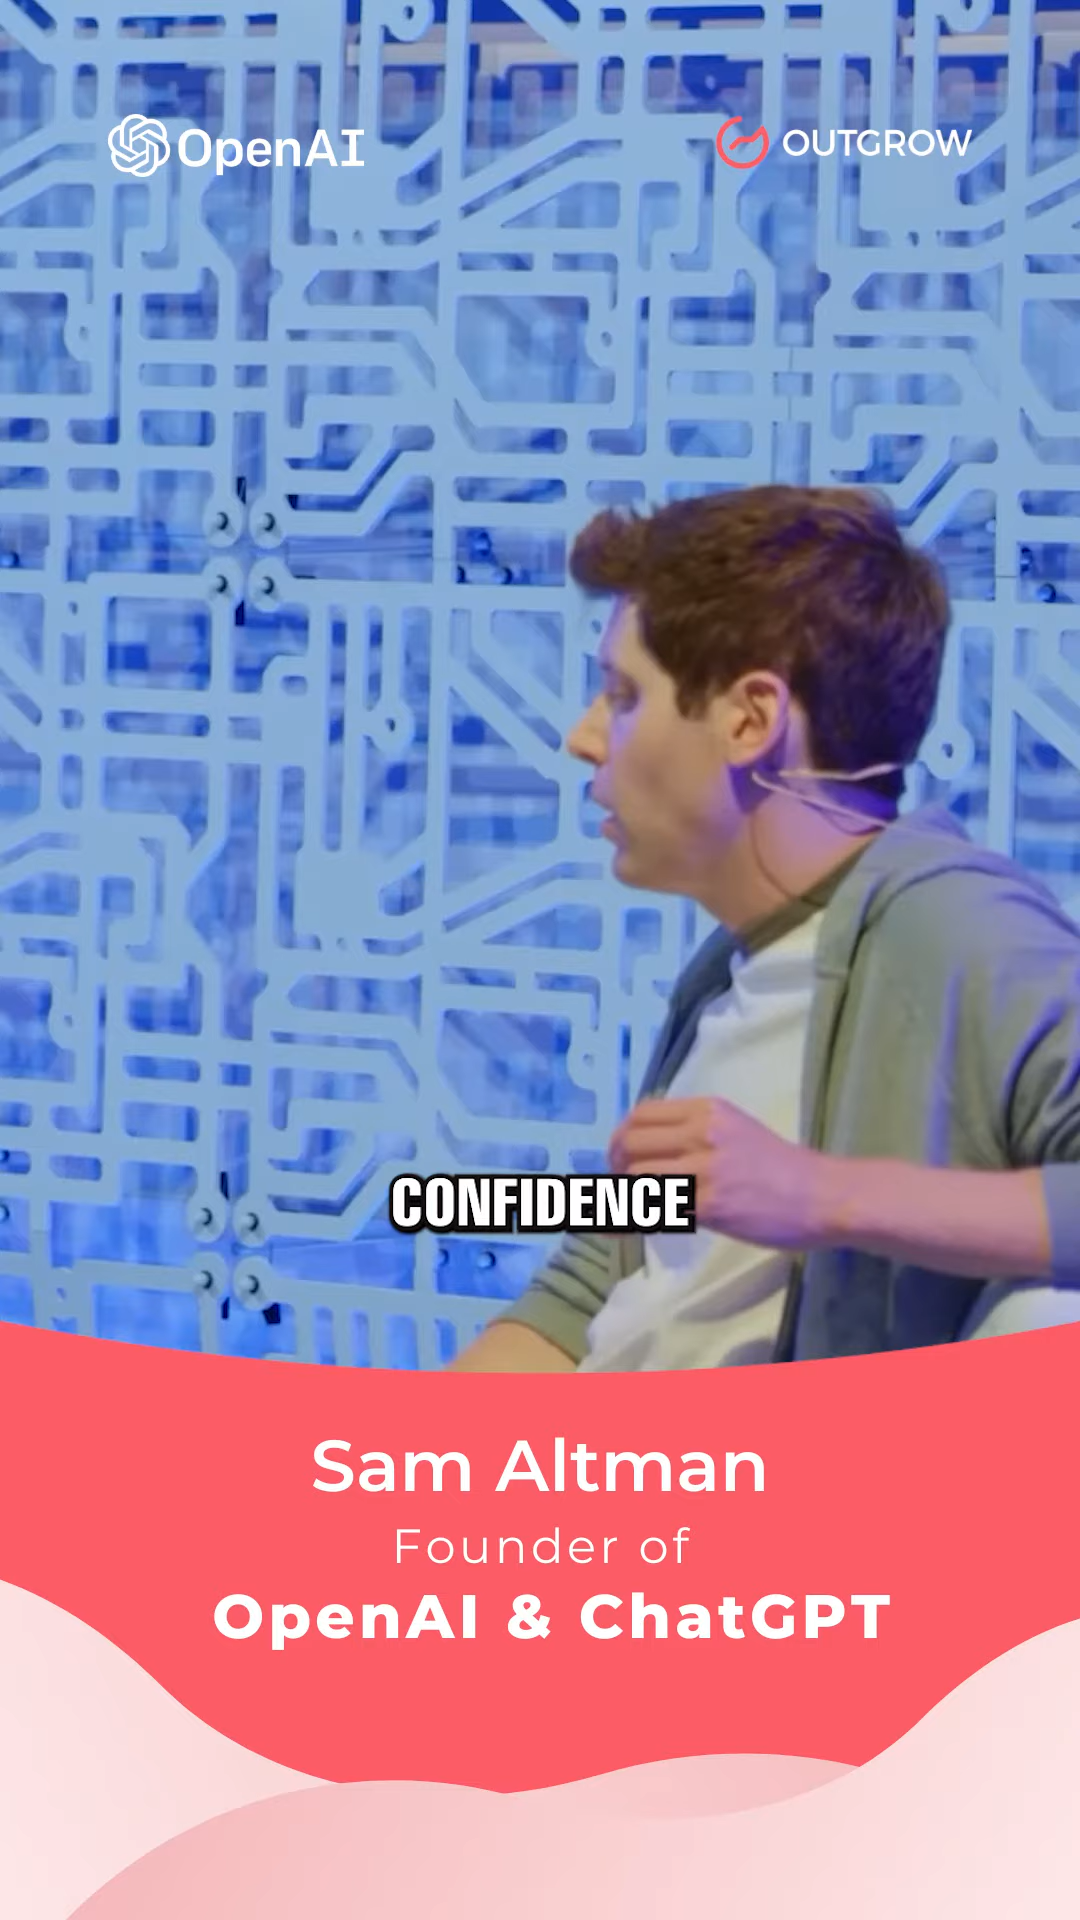 OpenAI
OUTGROW
CONFIDENCE
Sam Altman
Founder of
OpenAI & ChatGPT